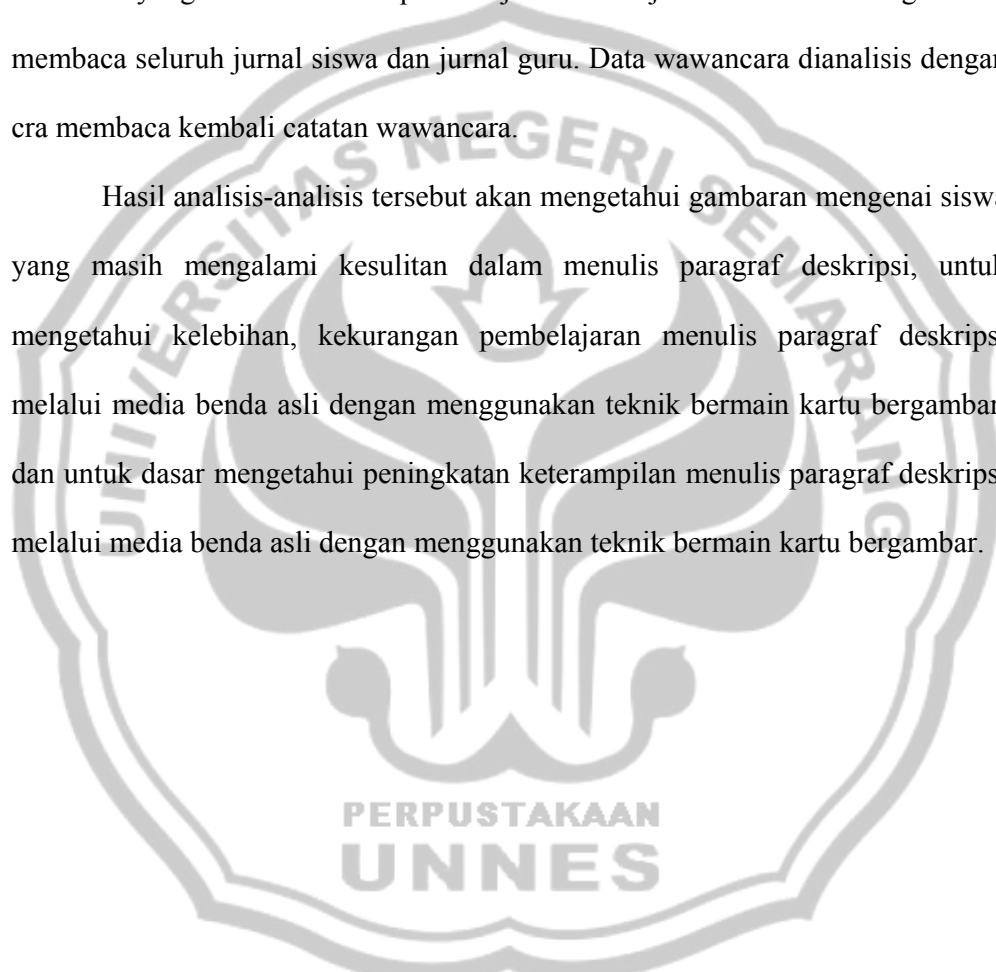 membaca seluruh jurnal siswa dan jurnal guru. Data wawancara dianalisis dengan
cra membaca kembali catatan wawancara.
Hasil analisis-analisis tersebut akan mengetahui gambaran mengenai siswa
yang masih mengalami kesulitan dalam menulis paragraf deskripsi, untuk
mengetahui kelebihan, kekurangan pembelajaran menulis paragraf deskripsi
melalui media benda asli dengan menggunakan teknik bermain kartu bergambar
dan untuk dasar mengetahui peningkatan keterampilan menulis paragraf deskripsi
melalui media benda asli dengan menggunakan teknik bermain kartu bergambar.
UNIVERSITAS NEGERI SEMARANG
PERPUSTAKAAN
UNNES